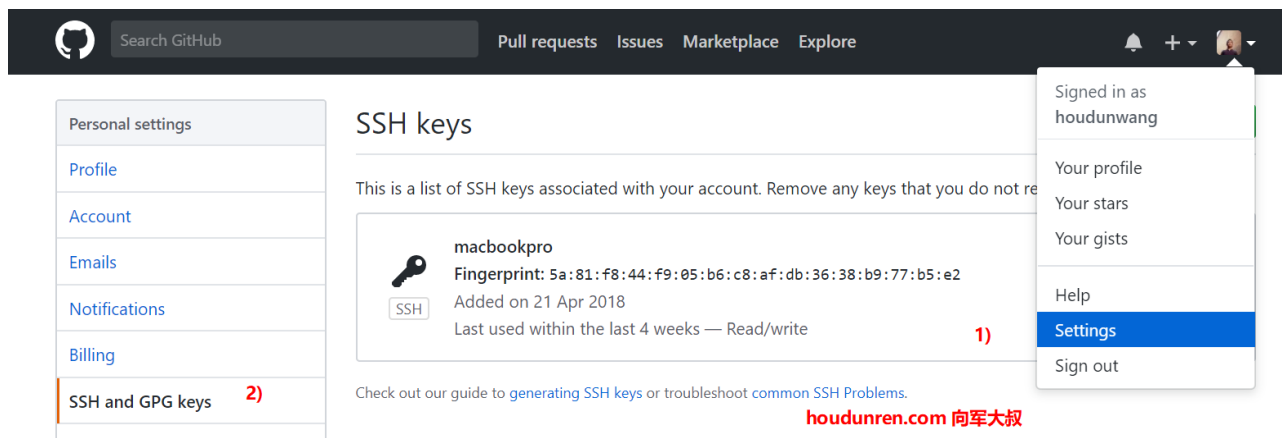 Search GitHub
Pull requests Issues Marketplace Explore
Signed in as
houdunwang
Your profile
Your stars
Your gists
Help
Settings
Sign out
Personal settings
Profile
Account
Emails
Notifications
Billing
SSH and GPG keys
2)
SSH keys
This is a list of SSH keys associated with your account. Remove any keys that you do not re
macbookpro
Fingerprint: 5a:81:f8:44:f9:05:b6:c8:af:db:36:38:b9:77:b5:e2
SSH
Added on 21 Apr 2018
Last used within the last 4 weeks — Read/write
1)
Check out our guide to generating SSH keys or troubleshoot common SSH Problems.
houdunren.com 向军大叔